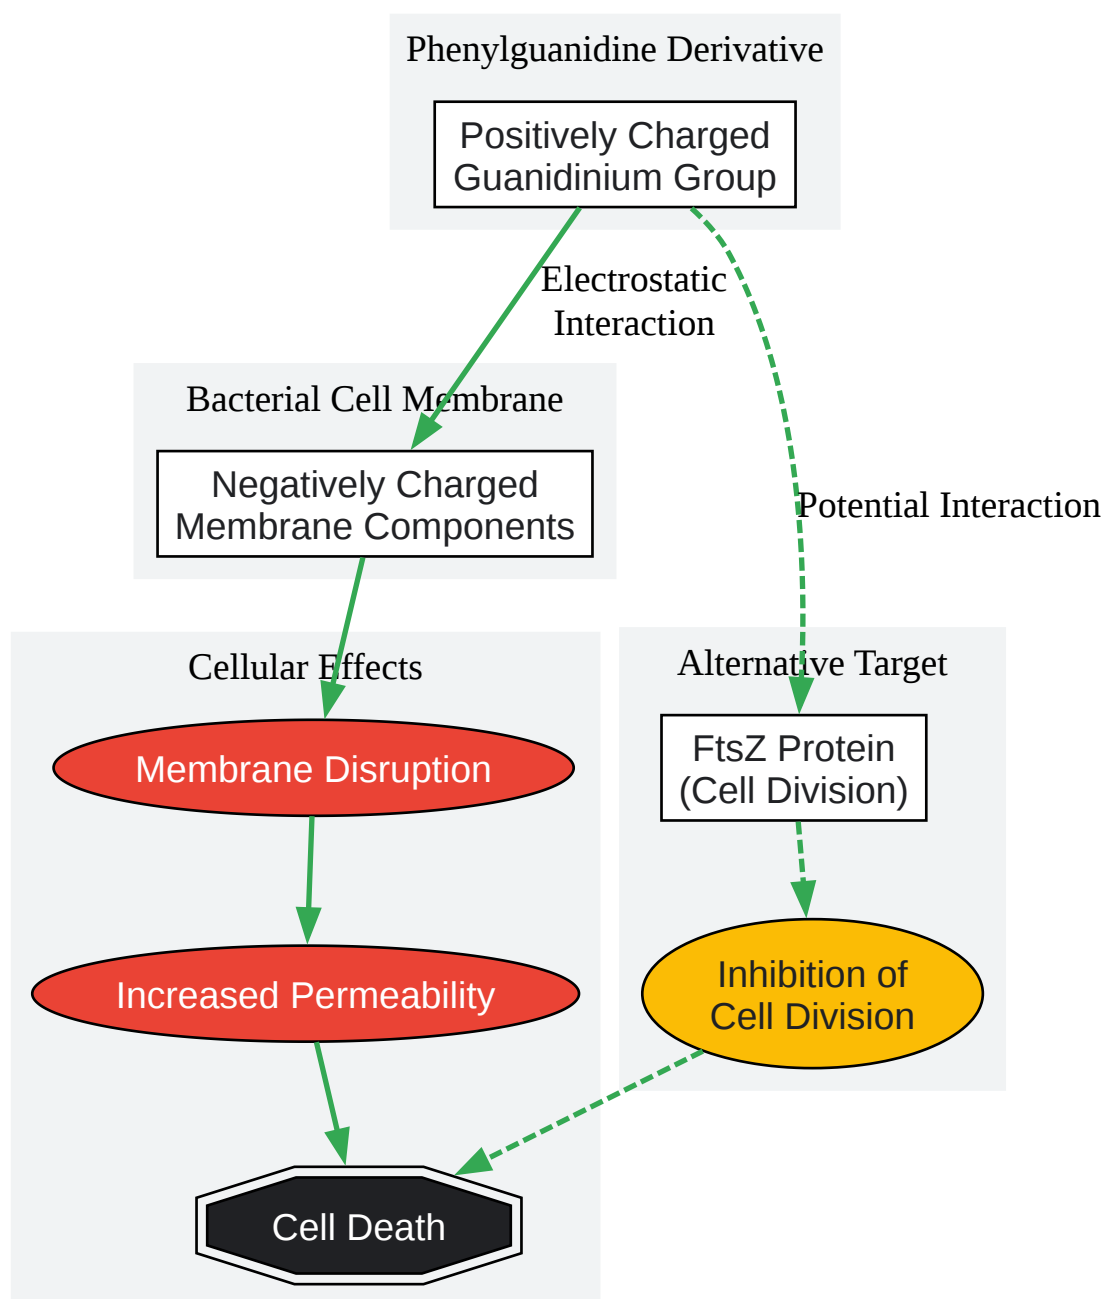 Phenylguanidine Derivative
Positively Charged
Guanidinium Group
Electrostatic
Interaction
Bacterial Cell Membrane
Negatively Charged
Membrane Components
Potential Interaction
Cellular Effects
Alternative Target
Membrane Disruption
FtsZ Protein
(Cell Division)
Increased Permeability
Inhibition of
Cell Division
Cell Death